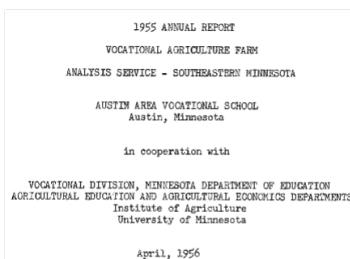 1955 ANNUAL REPORT
VOCATIONAL AGRICULTURE FARM
ANALYSIS SERVICE - SOUTHEASTERN MINNESOTA
AUSTIN AREA VOCATIONAL SCHOOL
Austin, Minnesota
in cooperation with
VOCATIONAL DIVISION, MINNESOTA DEPARTMENT OF EDUCATION
AGRICULTURAL EDUCATION AND AGRICULTURAL ECONOMICS DEPARTMENTS
Institute of Agriculture
University of Minnesota
April, 1956